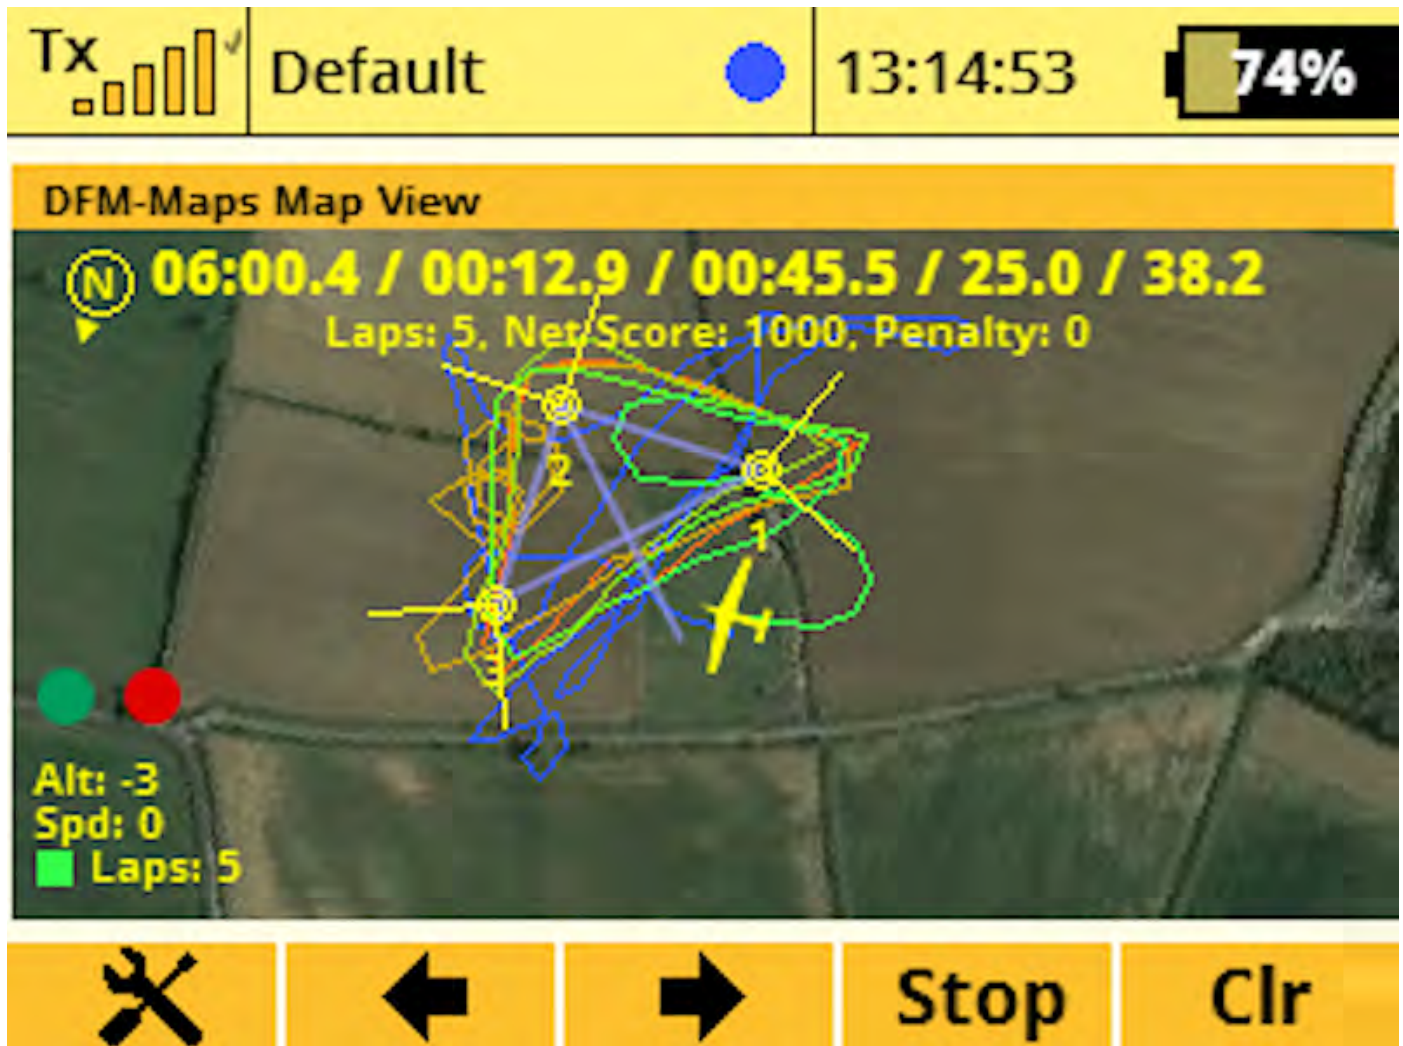 Tx Default 13:14:53 74%
DFM-Maps Map View
N 06:00.4 / 00:12.9 / 00:45.5 / 25.0 / 38.2
Laps: 5, Net Score: 1000, Penalty: 0
2
1
3
Alt: -3
Spd: 0
Laps: 5
Stop Clr